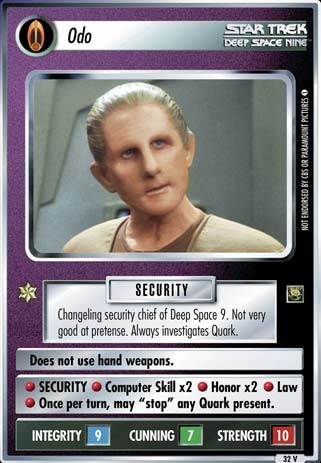 Odo
STAR TREK
DEEP SPACE NINE
NOT ENDORSED BY CBS OR PARAMOUNT PICTURES
SECURITY
Changeling security chief of Deep Space 9. Not very
good at pretense. Always investigates Quark.
Does not use hand weapons.
• SECURITY • Computer Skill x2 • Honor x2 • Law
• Once per turn, may “stop” any Quark present.
INTEGRITY 9 CUNNING 7 STRENGTH 10
32 V